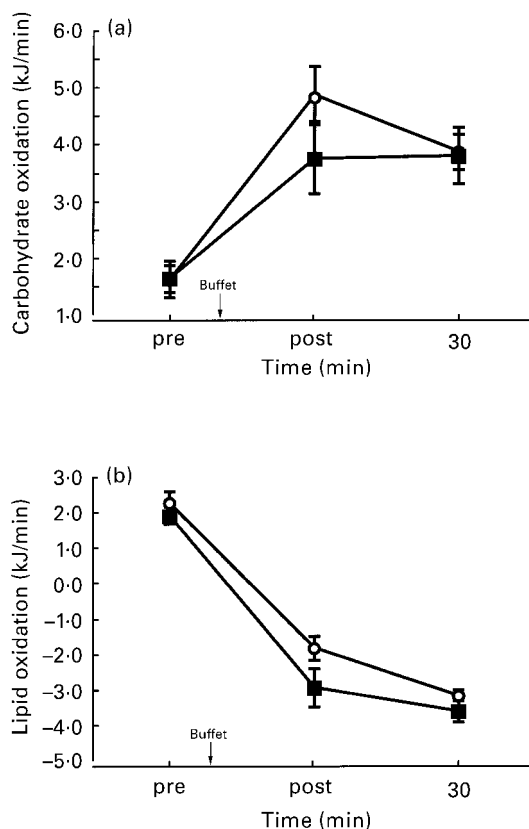 (a)
Carbohydrate oxidation (kJ/min)
6·0
5·0
4·0
3·0
2·0
1·0
Buffet
pre post 30
Time (min)
(b)
Lipid oxidation (kJ/min)
3·0
2·0
1·0
0·0
−1·0
−2·0
−3·0
−4·0
−5·0
Buffet
pre post 30
Time (min)